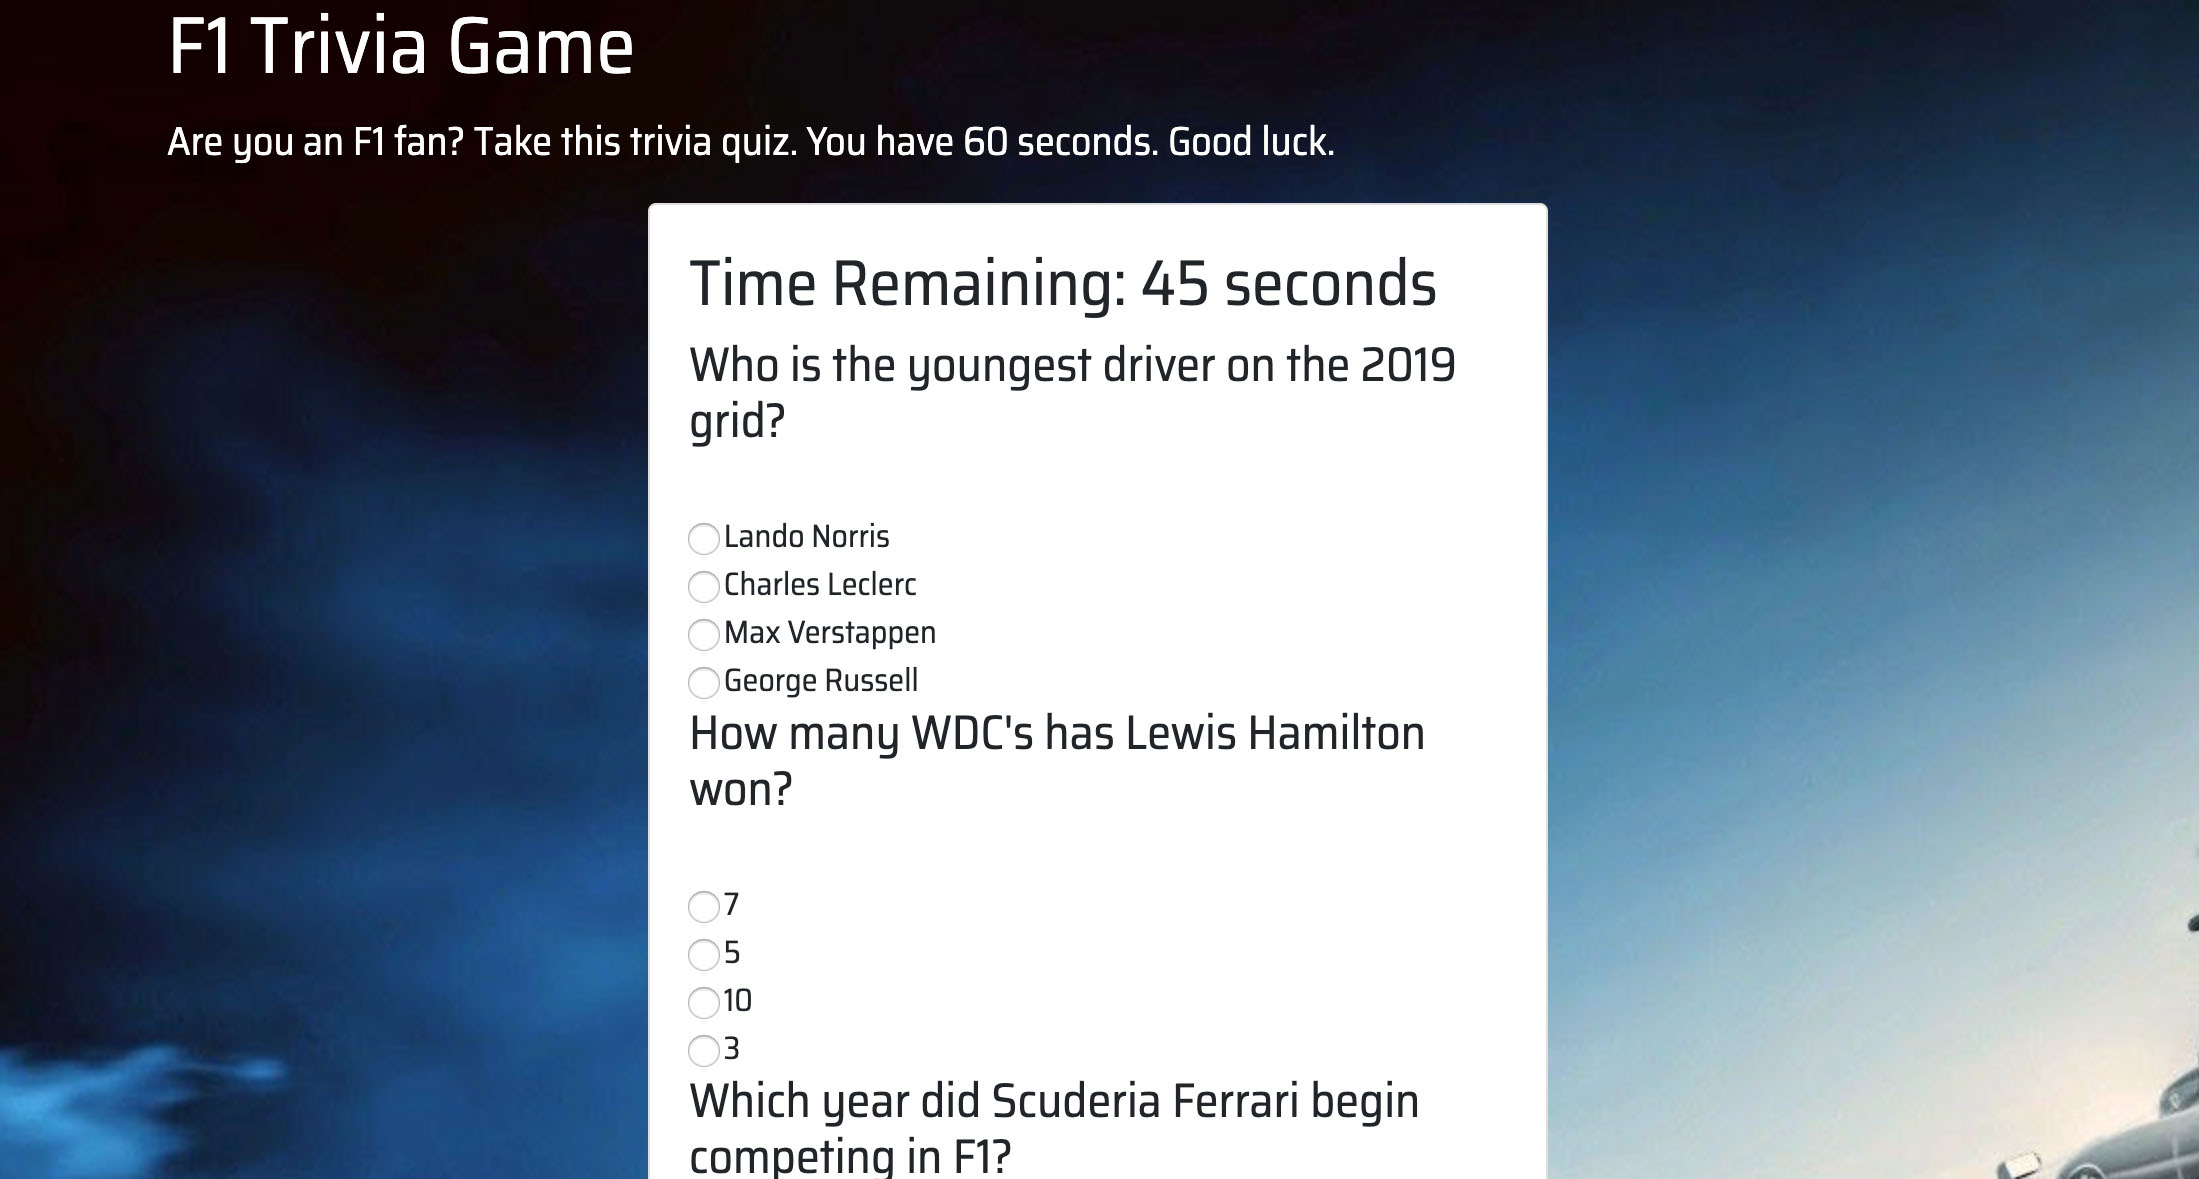 F1 Trivia Game
Are you an F1 fan? Take this trivia quiz. You have 60 seconds. Good luck.
Time Remaining: 45 seconds
Who is the youngest driver on the 2019
grid?
Lando Norris
Charles Leclerc
Max Verstappen
George Russell
How many WDC's has Lewis Hamilton
won?
7
5
10
3
Which year did Scuderia Ferrari begin
competing in F1?